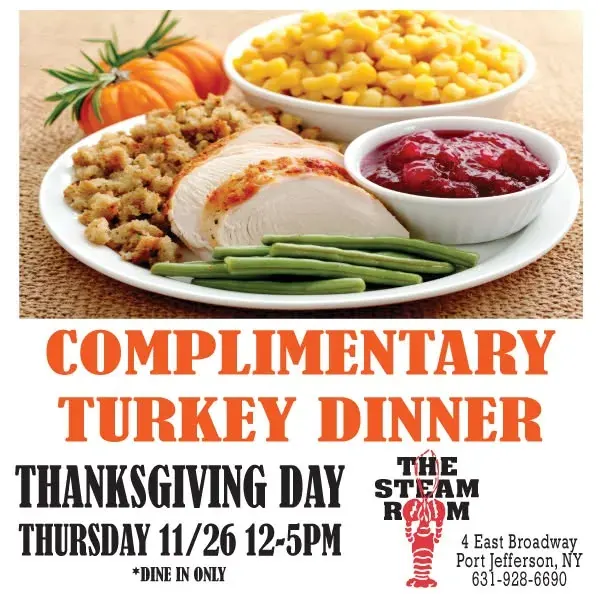 COMPLIMENTARY
TURKEY DINNER
THANKSGIVING DAY
THURSDAY 11/26 12-5PM
*DINE IN ONLY
THE
STEAM
ROOM
4 East Broadway
Port Jefferson, NY
631-928-6690